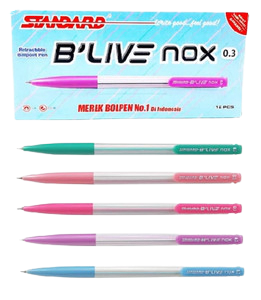 STANDARD
Write good..feel good!
B'LIVE nox
0.3
Retractable
Ballpoint Pen
MEREK BOLPEN No.1 Di Indonesia
12 PCS